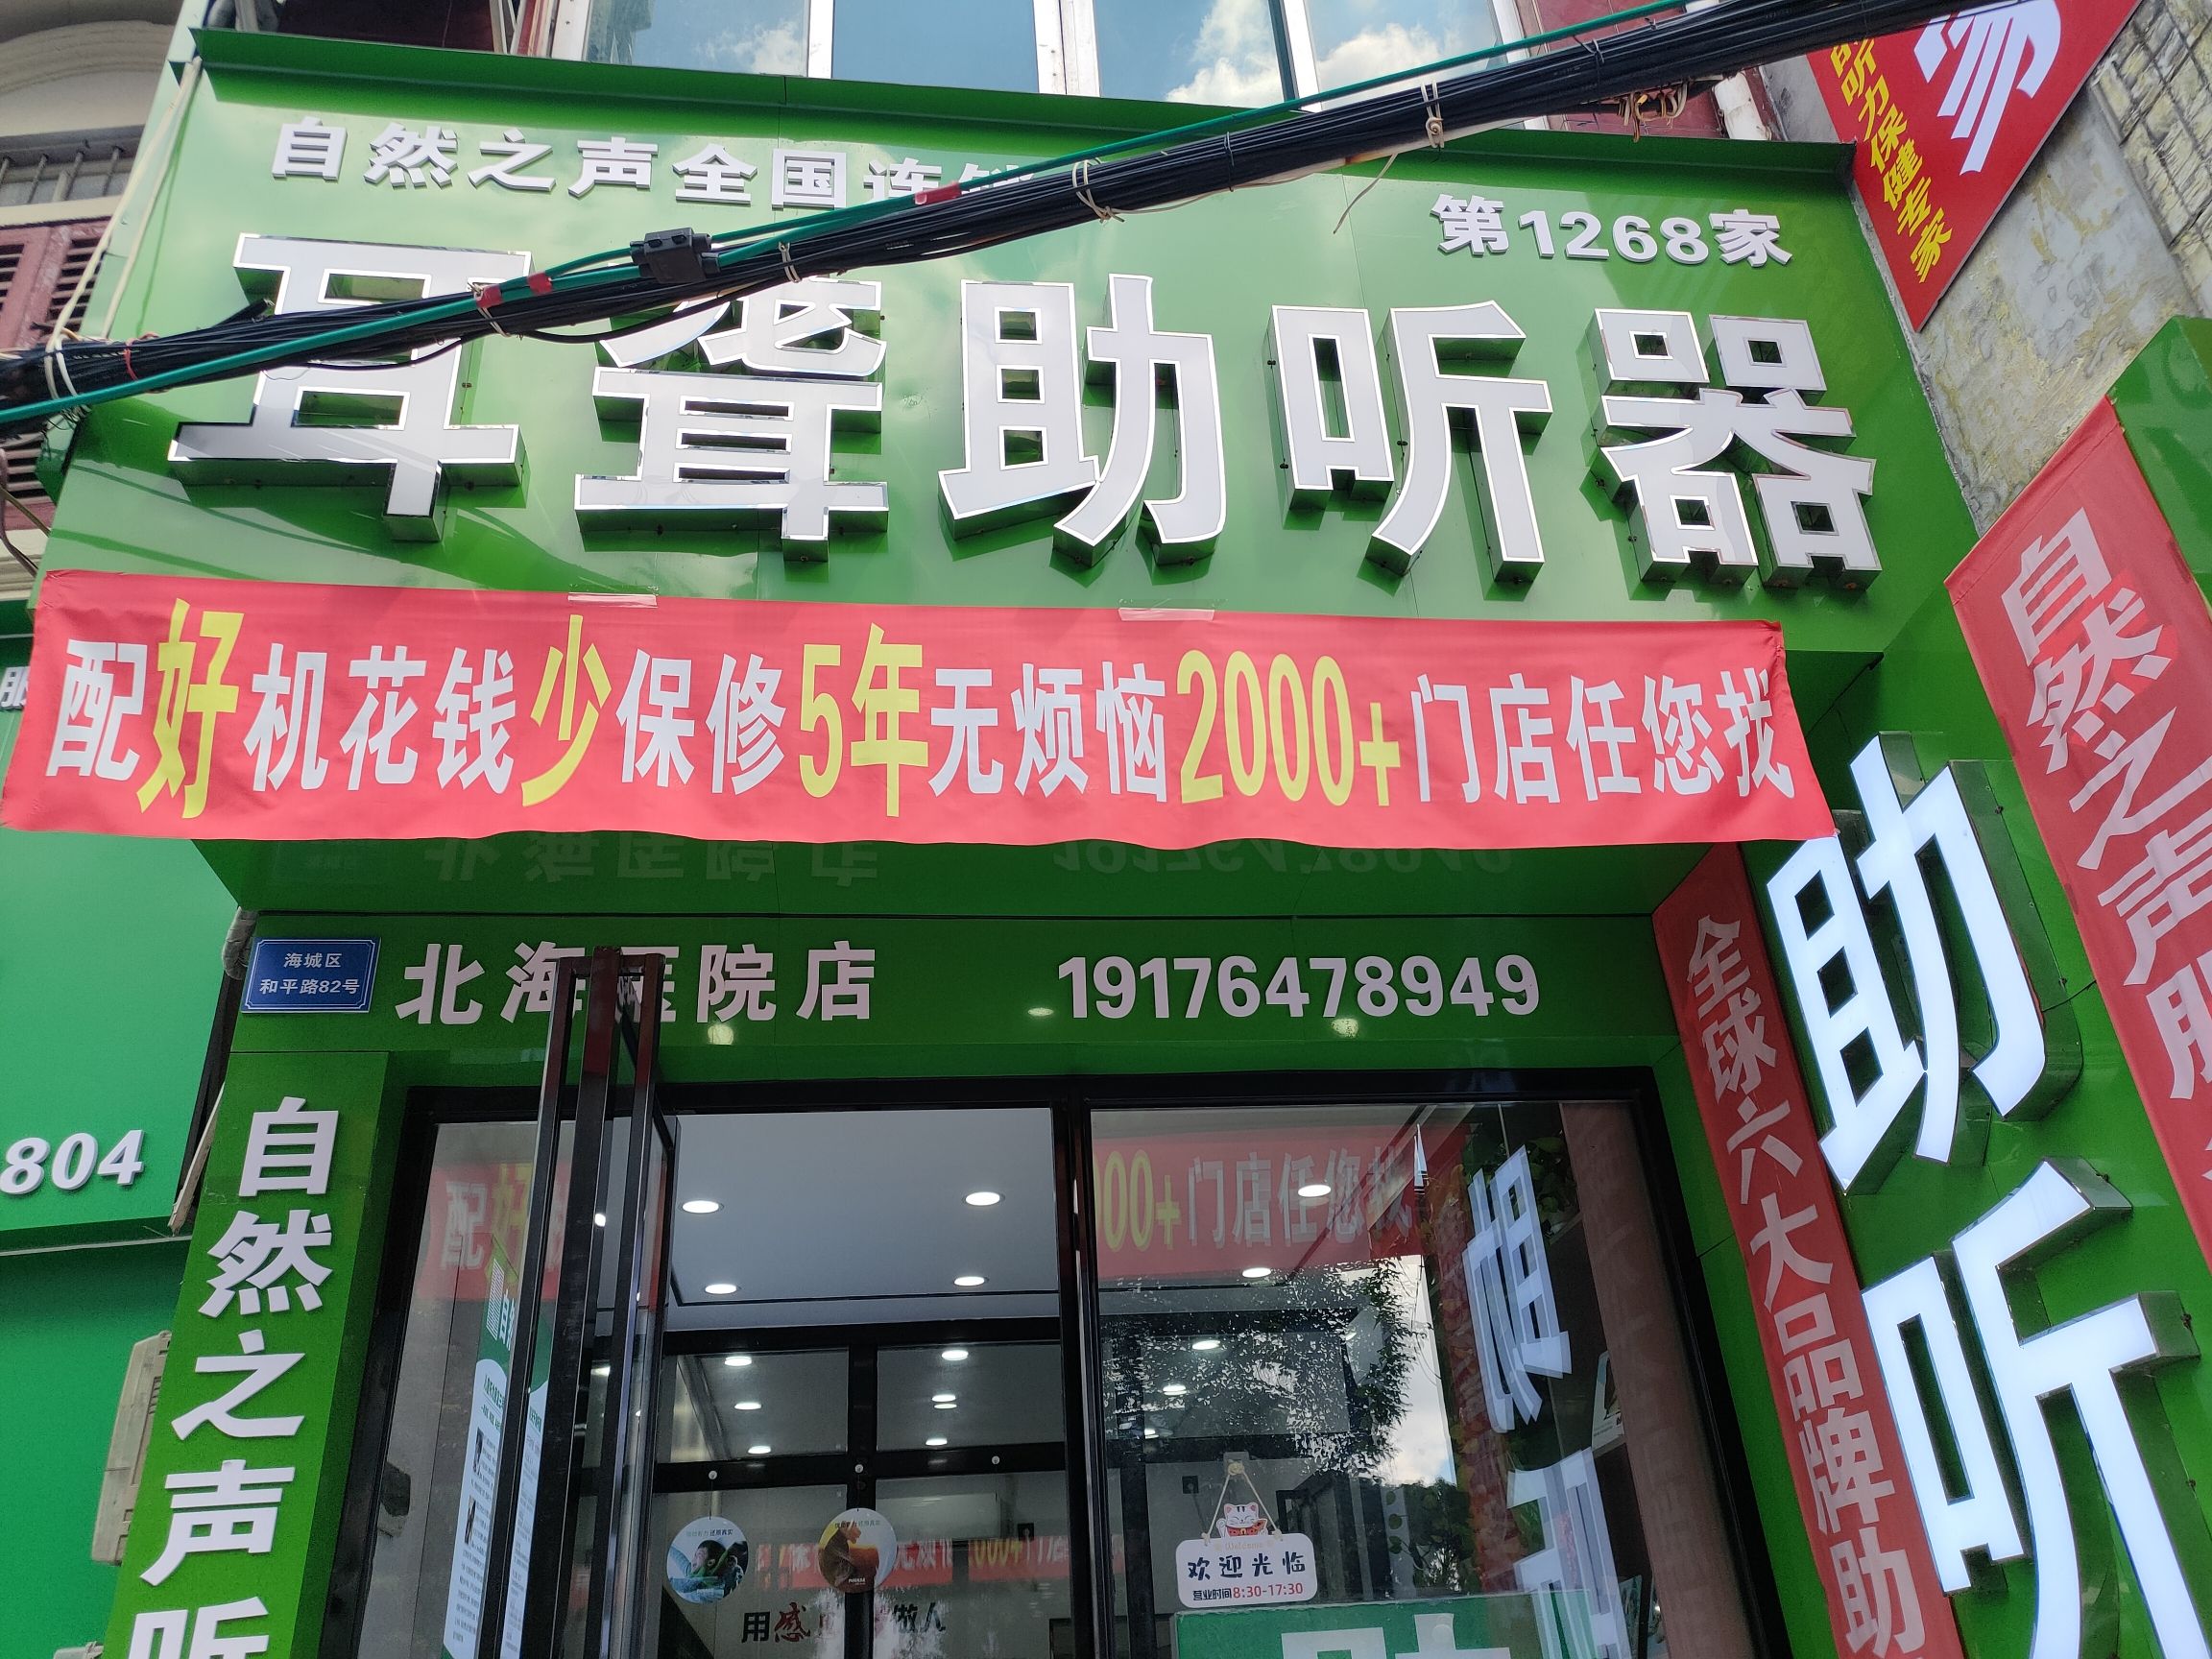 自然之声全国连锁
第1268家
耳聋助听器
听力保健专家
配好机花钱少保修5年无烦恼2000+门店任您找
海城区
和平路82号
北海医院店
19176478949
804
自然之声听
全球六大品牌助
助听
自然之声服
欢迎光临
营业时间8:30-17:30